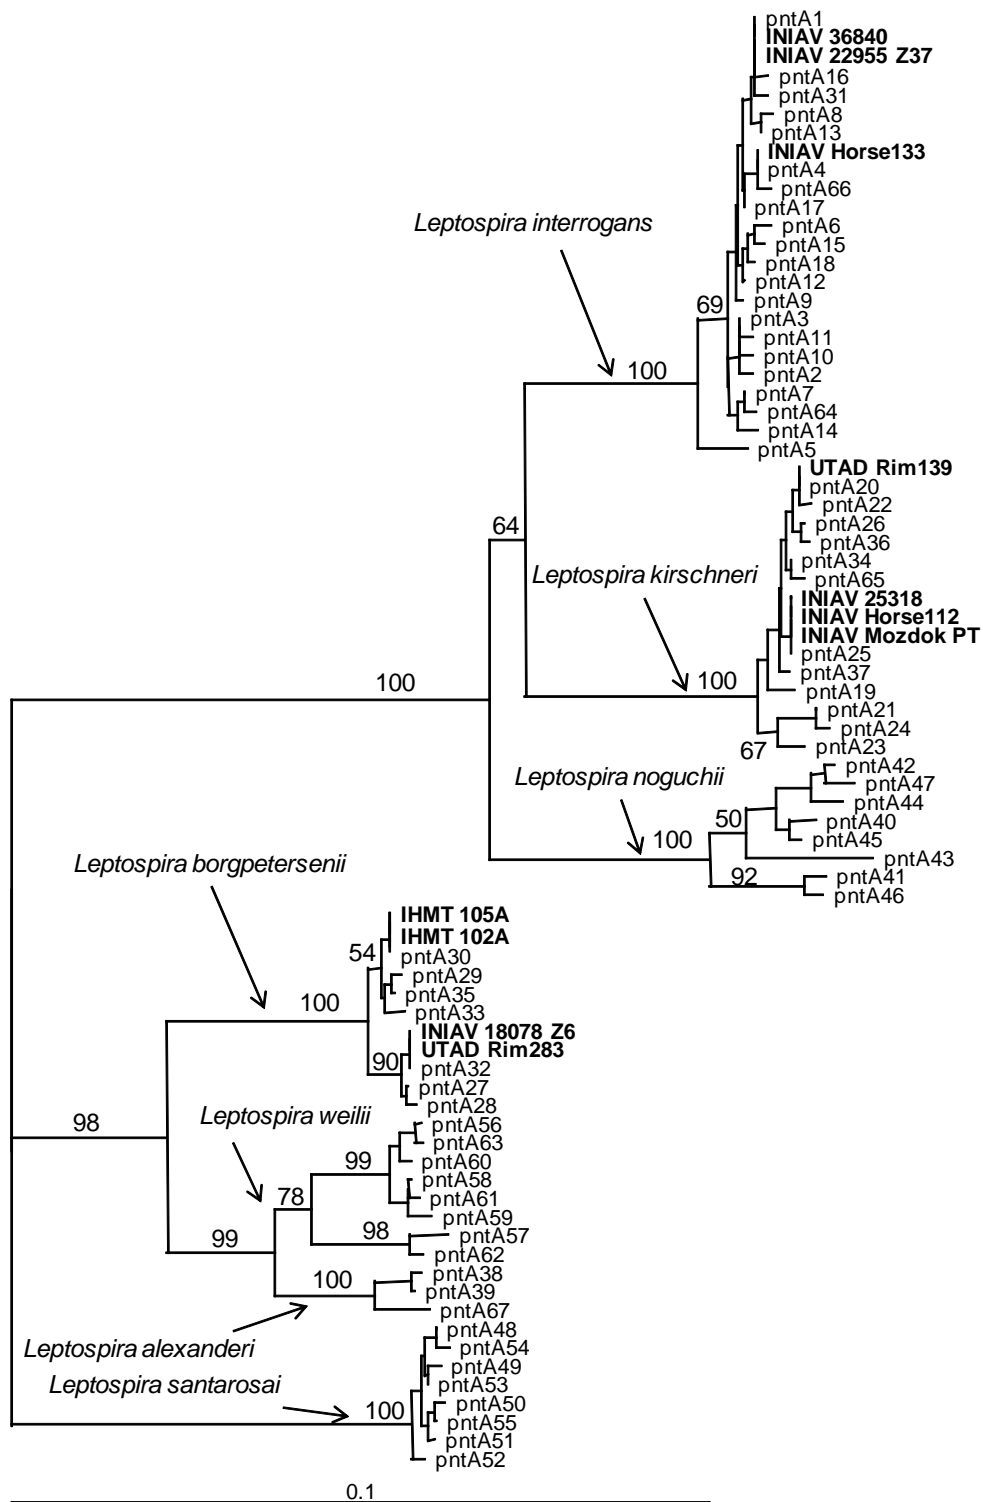 pntA1
INIAV 36840
INIAV 22955 Z37
pntA16
pntA31
pntA8
pntA13
INIAV Horse133
pntA4
pntA66
pntA17
Leptospira interrogans
pntA6
pntA15
pntA18
pntA12
pntA9
69
pntA3
pntA11
pntA10
100
pntA2
pntA7
pntA64
pntA14
pntA5
UTAD Rim139
pntA20
pntA22
64
pntA26
pntA36
pntA34
Leptospira kirschneri
pntA65
INIAV 25318
INIAV Horse112
INIAV Mozdok PT
pntA25
pntA37
100
100
pntA19
pntA21
pntA24
67
pntA23
pntA42
Leptospira noguchii
pntA47
pntA44
50
pntA40
100
pntA45
pntA43
Leptospira borgpetersenii
92
pntA41
pntA46
IHMT 105A
IHMT 102A
54
pntA30
pntA29
pntA35
100
pntA33
INIAV 18078 Z6
UTAD Rim283
90
pntA32
pntA27
pntA28
Leptospira weilii
98
pntA56
pntA63
99
pntA60
pntA58
78
pntA61
pntA59
98
pntA57
99
pntA62
100
pntA38
pntA39
pntA67
Leptospira alexanderi
pntA48
pntA54
pntA49
Leptospira santarosai
pntA53
100
pntA50
pntA55
pntA51
pntA52
0.1